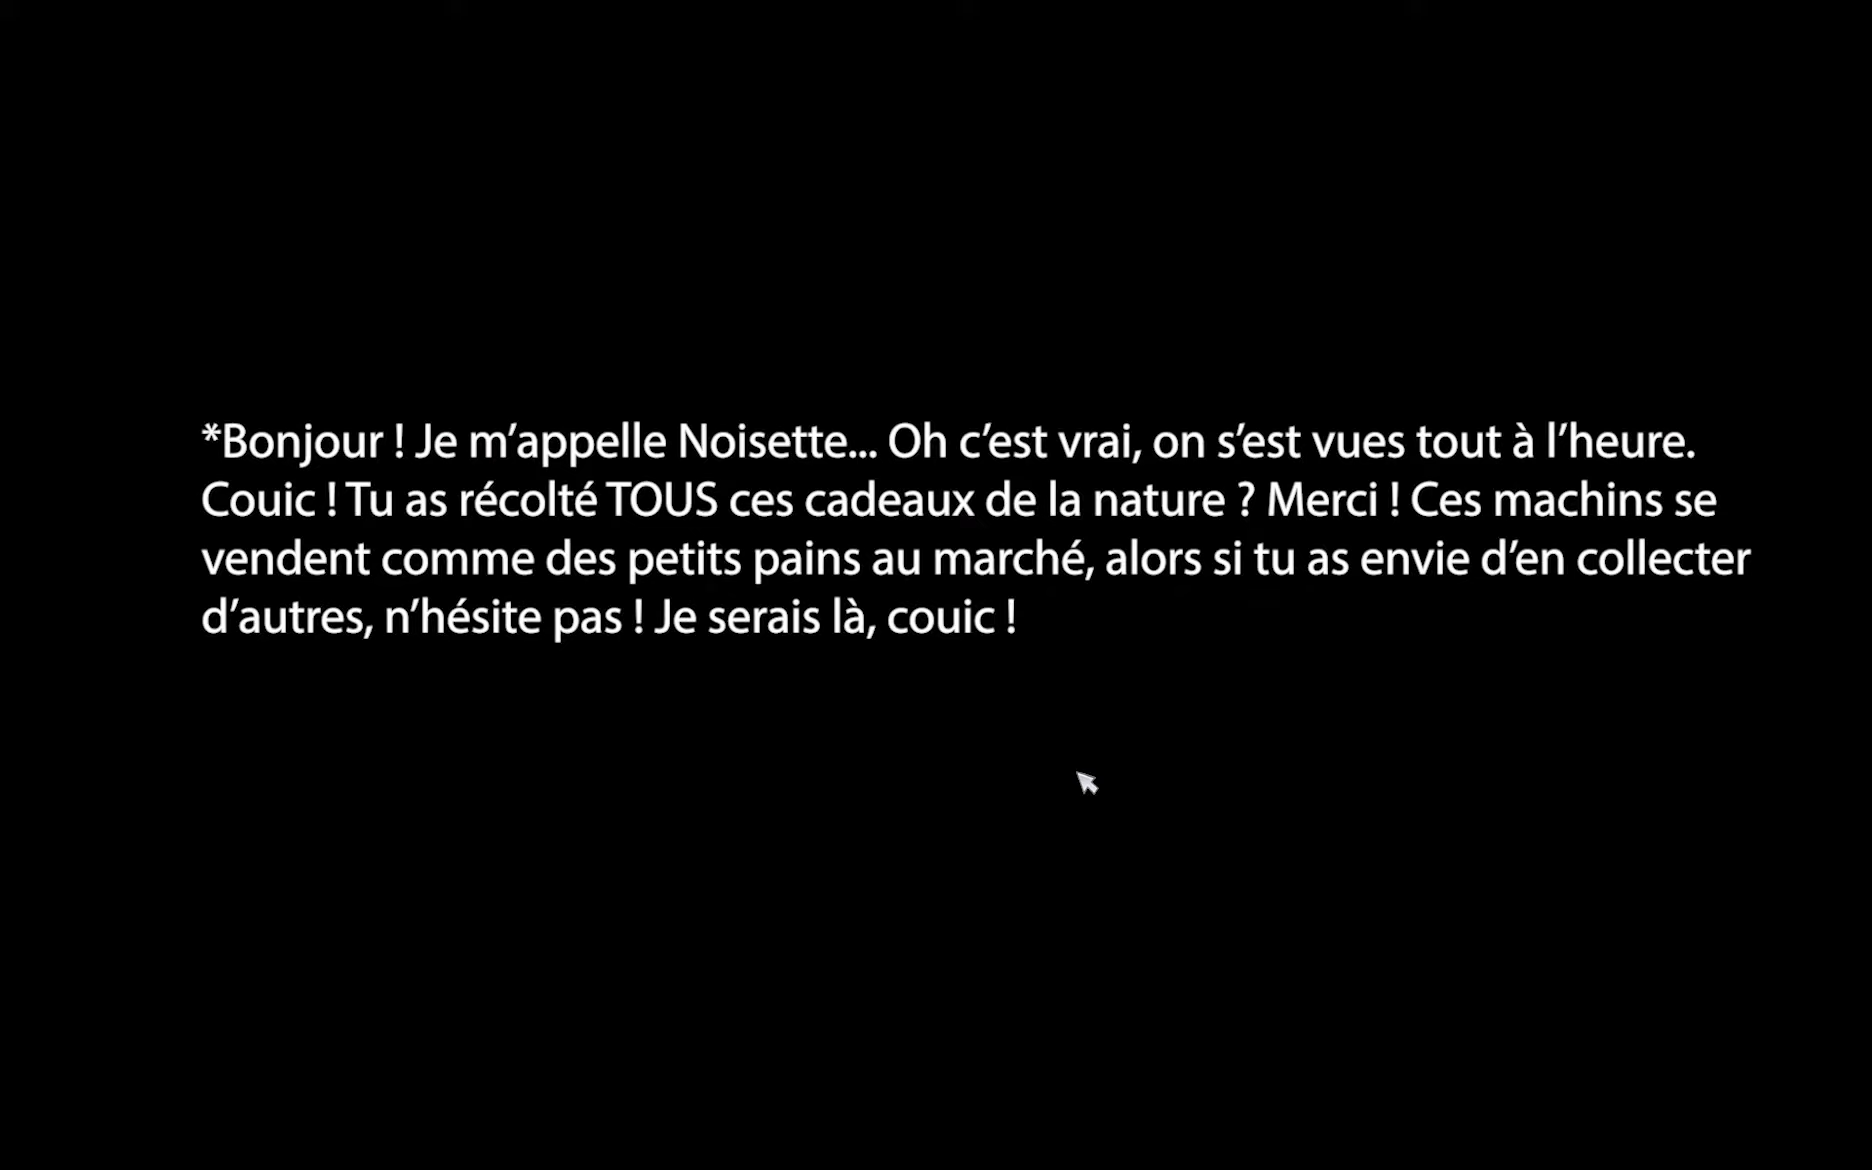 *Bonjour ! Je m’appelle Noisette... Oh c’est vrai, on s’est vues tout à l’heure.
Couic ! Tu as récolté TOUS ces cadeaux de la nature ? Merci ! Ces machins se
vendent comme des petits pains au marché, alors si tu as envie d’en collecter
d’autres, n’hésite pas ! Je serais là, couic !